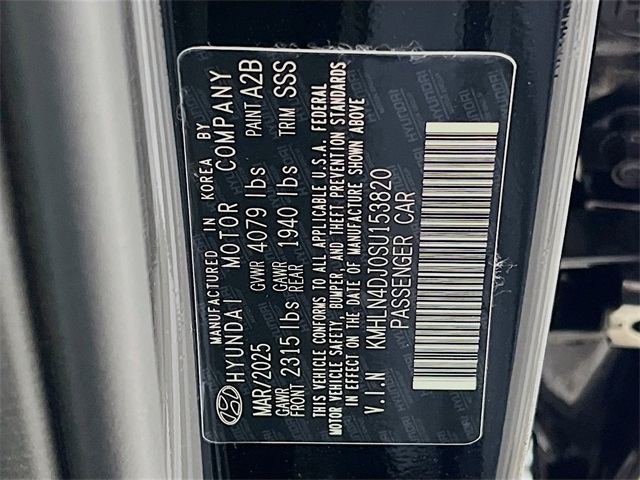 MANUFACTURED IN KOREA BY
HYUNDAI MOTOR COMPANY
MAR/2025 GVWR 4079 lbs PAINT A2B
GAWR FRONT 2315 lbs GAWR REAR 1940 lbs TRIM SSS
THIS VEHICLE CONFORMS TO ALL APPLICABLE U.S.A. FEDERAL
MOTOR VEHICLE SAFETY, BUMPER, AND THEFT PREVENTION STANDARDS
IN EFFECT ON THE DATE OF MANUFACTURE SHOWN ABOVE
V.I.N KMHLN4DJ0SU153820
PASSENGER CAR